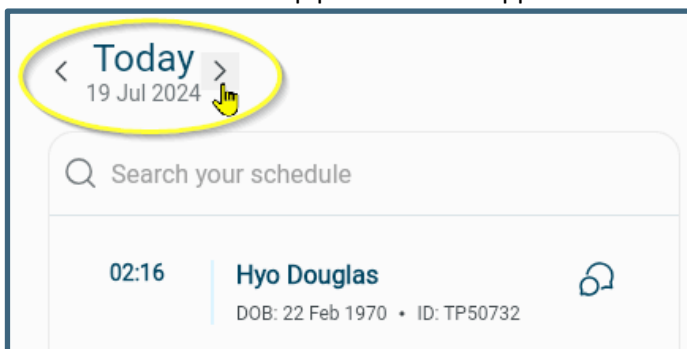 Today
19 Jul 2024
Search your schedule
02:16 Hyo Douglas
DOB: 22 Feb 1970 • ID: TP50732